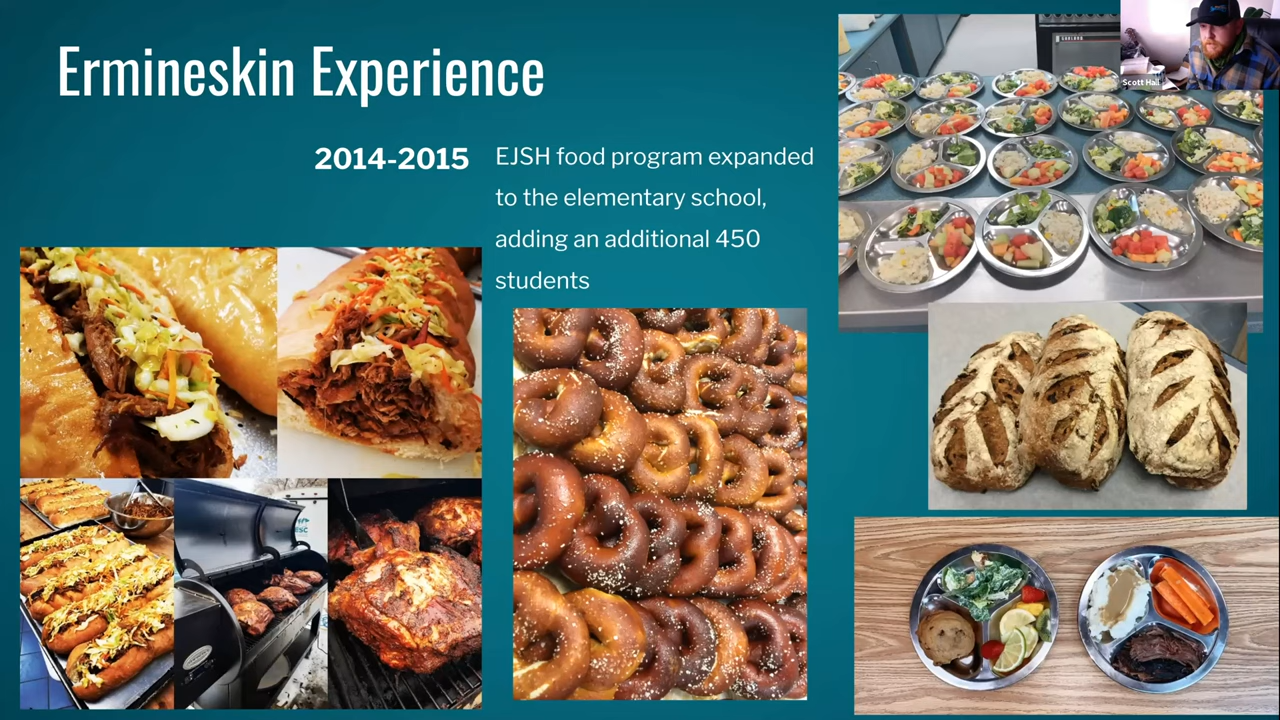 Ermineskin Experience
2014-2015
EJSH food program expanded
to the elementary school,
adding an additional 450
students
GARLAND
Scott Hall